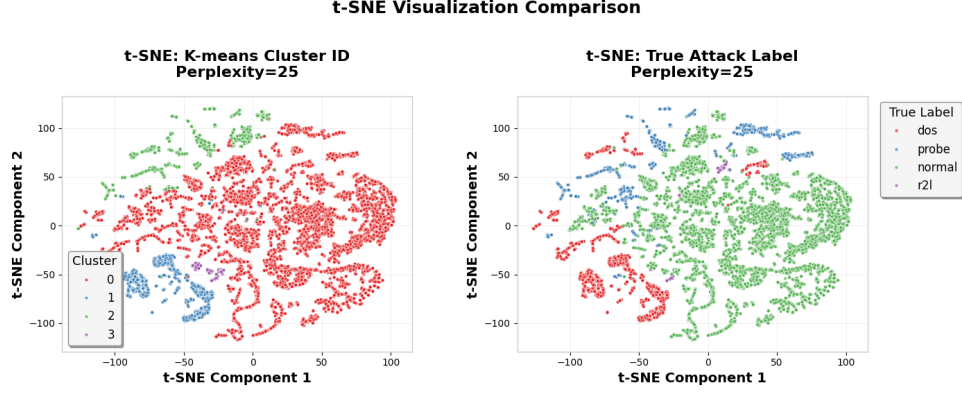 t-SNE Visualization Comparison
t-SNE: K-means Cluster ID
Perplexity=25
t-SNE Component 2
100
50
0
−50
−100
Cluster
0
1
2
3
−100
−50
0
50
100
t-SNE Component 1
t-SNE: True Attack Label
Perplexity=25
t-SNE Component 2
100
50
0
−50
−100
−100
−50
0
50
100
t-SNE Component 1
True Label
dos
probe
normal
r2l